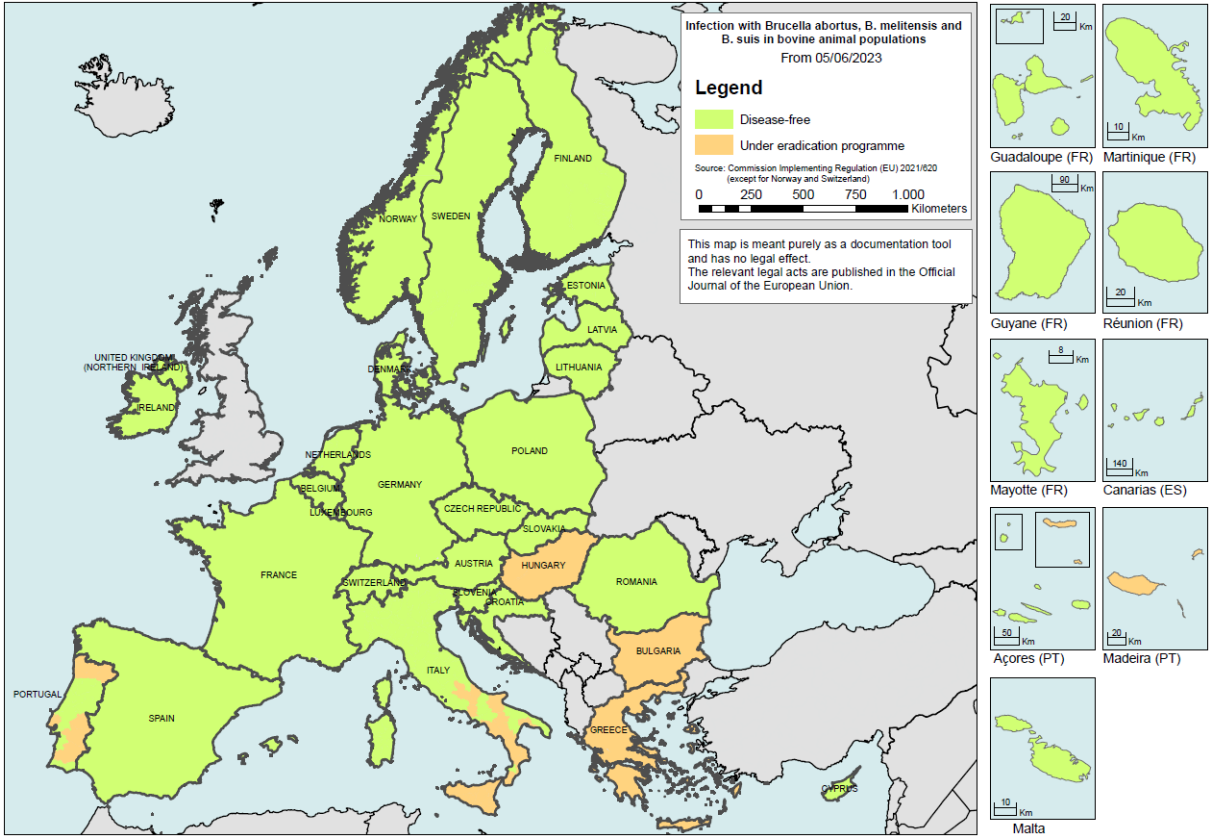 Infection with Brucella abortus, B. melitensis and
B. suis in bovine animal populations
From 05/06/2023
Legend
Disease-free
Under eradication programme
Source: Commission Implementing Regulation (EU) 2021/620
(except for Norway and Switzerland)
0 250 500 750 1.000
Kilometers
This map is meant purely as a documentation tool
and has no legal effect.
The relevant legal acts are published in the Official
Journal of the European Union.
FINLAND
NORWAY
SWEDEN
ESTONIA
LATVIA
LITHUANIA
UNITED KINGDOM
(NORTHERN IRELAND)
DENMARK
IRELAND
NETHERLANDS
POLAND
BELGIUM
GERMANY
LUXEMBOURG
CZECH REPUBLIC
SLOVAKIA
AUSTRIA
HUNGARY
FRANCE
SWITZERLAND
ROMANIA
SLOVENIA
CROATIA
BULGARIA
ITALY
PORTUGAL
SPAIN
GREECE
CYPRUS
20
Km
Guadaloupe (FR)
10
Km
Martinique (FR)
90
Km
Guyane (FR)
20
Km
Réunion (FR)
8
Km
Mayotte (FR)
140
Km
Canarias (ES)
50
Km
Açores (PT)
20
Km
Madeira (PT)
10
Km
Malta